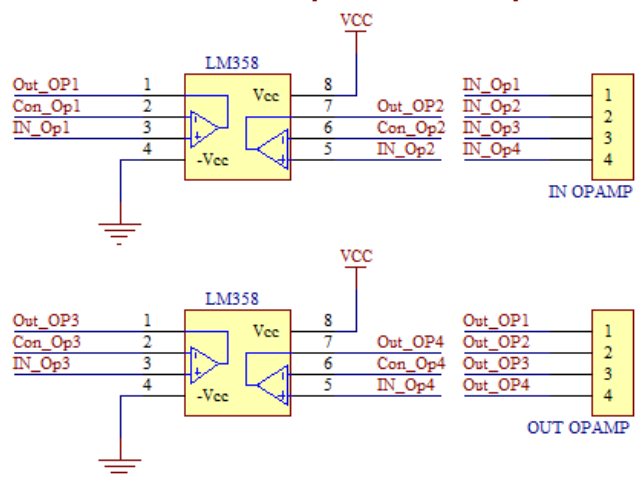 VCC
LM358
Out_OP1 1
Con_Op1 2
IN_Op1 3
4
Vcc
-Vcc
8
7 Out_OP2
6 Con_Op2
5 IN_Op2
IN_Op1 1
IN_Op2 2
IN_Op3 3
IN_Op4 4
IN OPAMP
VCC
LM358
Out_OP3 1
Con_Op3 2
IN_Op3 3
4
Vcc
-Vcc
8
7 Out_OP4
6 Con_Op4
5 IN_Op4
Out_OP1 1
Out_OP2 2
Out_OP3 3
Out_OP4 4
OUT OPAMP